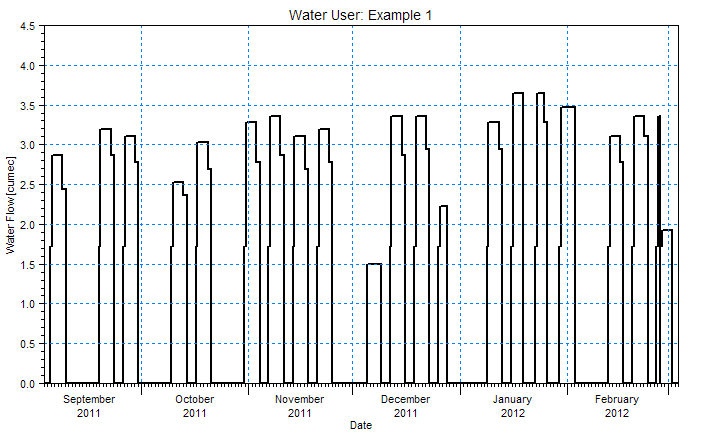 Water User: Example 1
4.5
4.0
3.5
3.0
2.5
2.0
1.5
1.0
0.5
0.0
Water Flow [cumec]
September October November December January February
2011 2011 2011 2011 2012 2012
Date